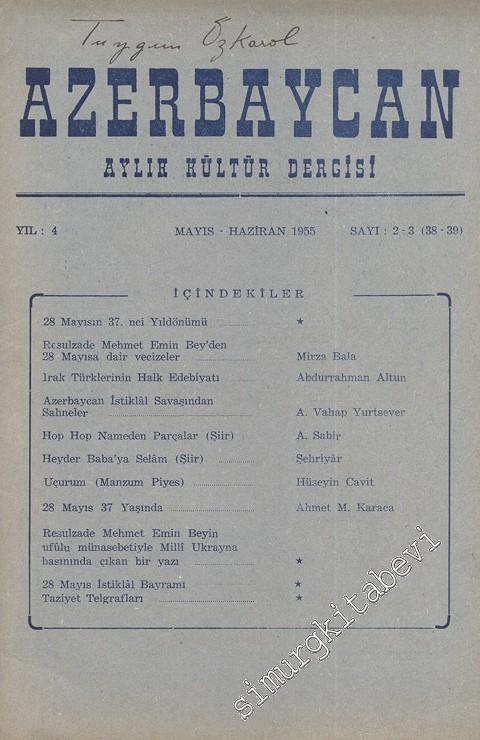 Tuygun Özkarol
AZERBAYCAN
AYLIK KÜLTÜR DERGİSİ
YIL : 4 MAYIS - HAZİRAN 1955 SAYI : 2 - 3 (38 - 39)
İÇİNDEKİLER
28 Mayısın 37. nci Yıldönümü ★
Resulzade Mehmet Emin Bey'den
28 Mayısa dair vecizeler Mirza Bala
Irak Türklerinin Halk Edebiyatı Abdurrahman Altun
Azerbaycan İstiklâl Savaşından
Sahneler A. Vahap Yurtsever
Hop Hop Nameden Parçalar (Şiir) A. Sabir
Heyder Baba'ya Selâm (Şiir) Şehriyâr
Uçurum (Manzum Piyes) Hüseyin Cavit
28 Mayıs 37 Yaşında Ahmet M. Karaca
Resulzade Mehmet Emin Beyin
ufûlu münasebetiyle Millî Ukrayna
basınında çıkan bir yazı ★
28 Mayıs İstiklâl Bayramı ★
Taziyet Telgrafları ★
simurgkitabevi